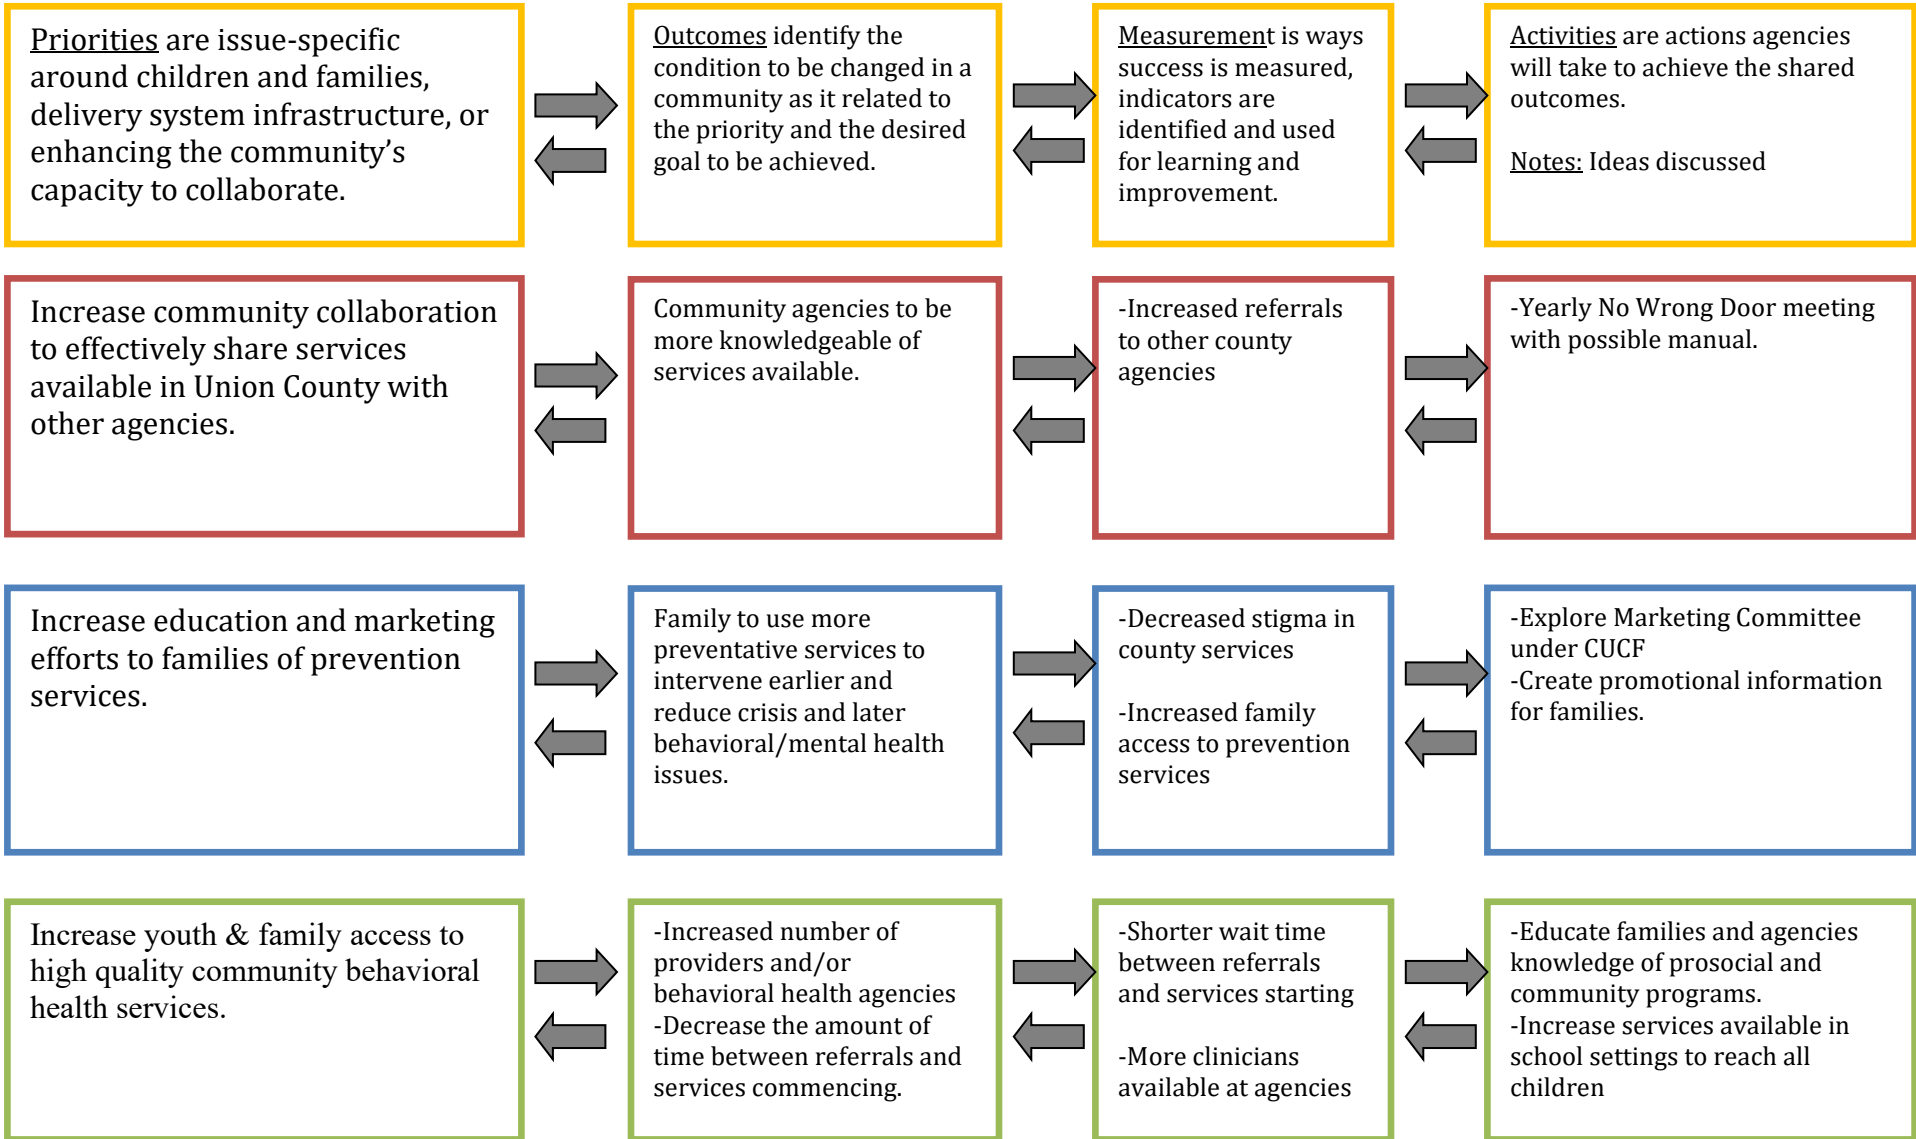 Priorities are issue-specific
around children and families,
delivery system infrastructure, or
enhancing the community’s
capacity to collaborate.
Outcomes identify the
condition to be changed in a
community as it related to
the priority and the desired
goal to be achieved.
Measurement is ways
success is measured,
indicators are
identified and used
for learning and
improvement.
Activities are actions agencies
will take to achieve the shared
outcomes.
Notes: Ideas discussed
Increase community collaboration
to effectively share services
available in Union County with
other agencies.
Community agencies to be
more knowledgeable of
services available.
-Increased referrals
to other county
agencies
-Yearly No Wrong Door meeting
with possible manual.
Increase education and marketing
efforts to families of prevention
services.
Family to use more
preventative services to
intervene earlier and
reduce crisis and later
behavioral/mental health
issues.
-Decreased stigma in
county services
-Increased family
access to prevention
services
-Explore Marketing Committee
under CUCF
-Create promotional information
for families.
Increase youth & family access to
high quality community behavioral
health services.
-Increased number of
providers and/or
behavioral health agencies
-Decrease the amount of
time between referrals and
services commencing.
-Shorter wait time
between referrals
and services starting
-More clinicians
available at agencies
-Educate families and agencies
knowledge of prosocial and
community programs.
-Increase services available in
school settings to reach all
children